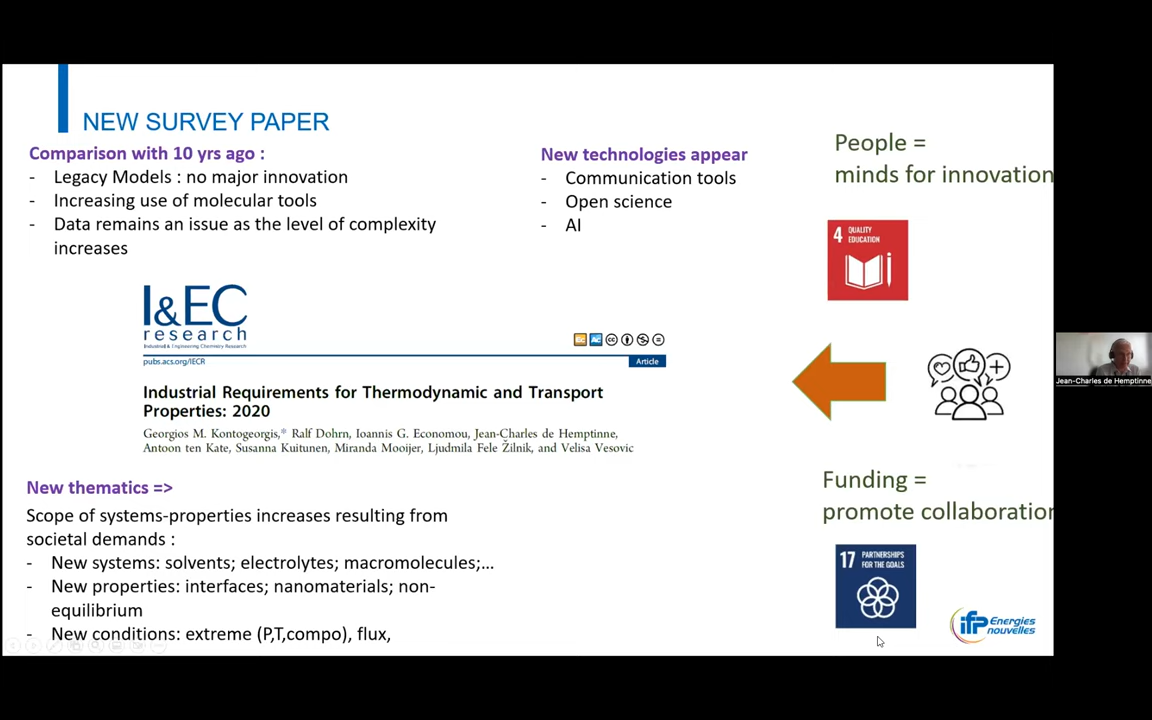 NEW SURVEY PAPER
Comparison with 10 yrs ago :
- Legacy Models : no major innovation
- Increasing use of molecular tools
- Data remains an issue as the level of complexity
increases
New technologies appear
- Communication tools
- Open science
- AI
People =
minds for innovation
4 QUALITY
EDUCATION
I&EC
research
Industrial & Engineering Chemistry Research
pubs.acs.org/IECR
Article
Industrial Requirements for Thermodynamic and Transport
Properties: 2020
Georgios M. Kontogeorgis,* Ralf Dohrn, Ioannis G. Economou, Jean-Charles de Hemptinne,
Antoon ten Kate, Susanna Kuitunen, Miranda Mooijer, Ljudmila Fele Žilnik, and Velisa Vesovic
Jean-Charles de Hemptinne
New thematics =>
Scope of systems-properties increases resulting from
societal demands :
- New systems: solvents; electrolytes; macromolecules;...
- New properties: interfaces; nanomaterials; non-
equilibrium
- New conditions: extreme (P,T,compo), flux,
Funding =
promote collaboration
17 PARTNERSHIPS
FOR THE GOALS
ifp Energies
nouvelles